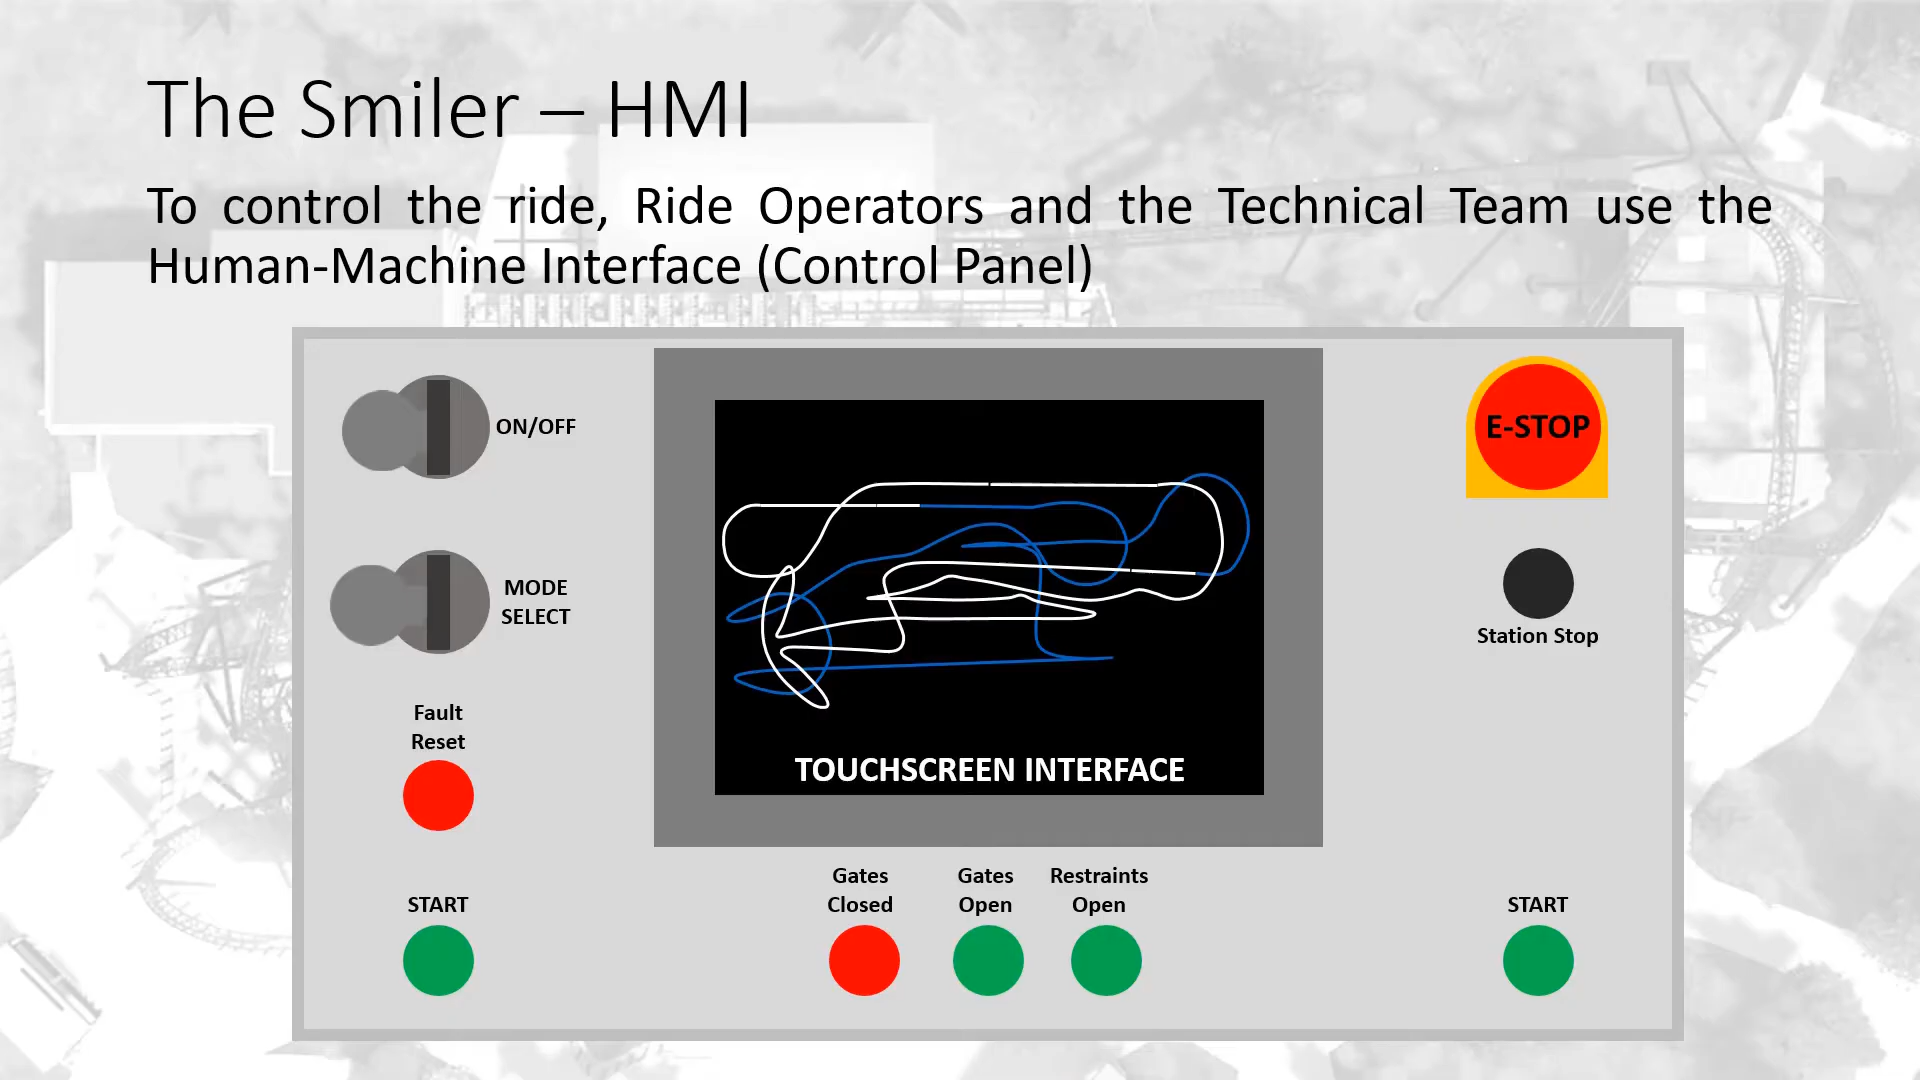 The Smiler – HMI
To control the ride, Ride Operators and the Technical Team use the
Human-Machine Interface (Control Panel)
ON/OFF
E-STOP
MODE
SELECT
Station Stop
Fault
Reset
TOUCHSCREEN INTERFACE
START
Gates
Closed
Gates
Open
Restraints
Open
START